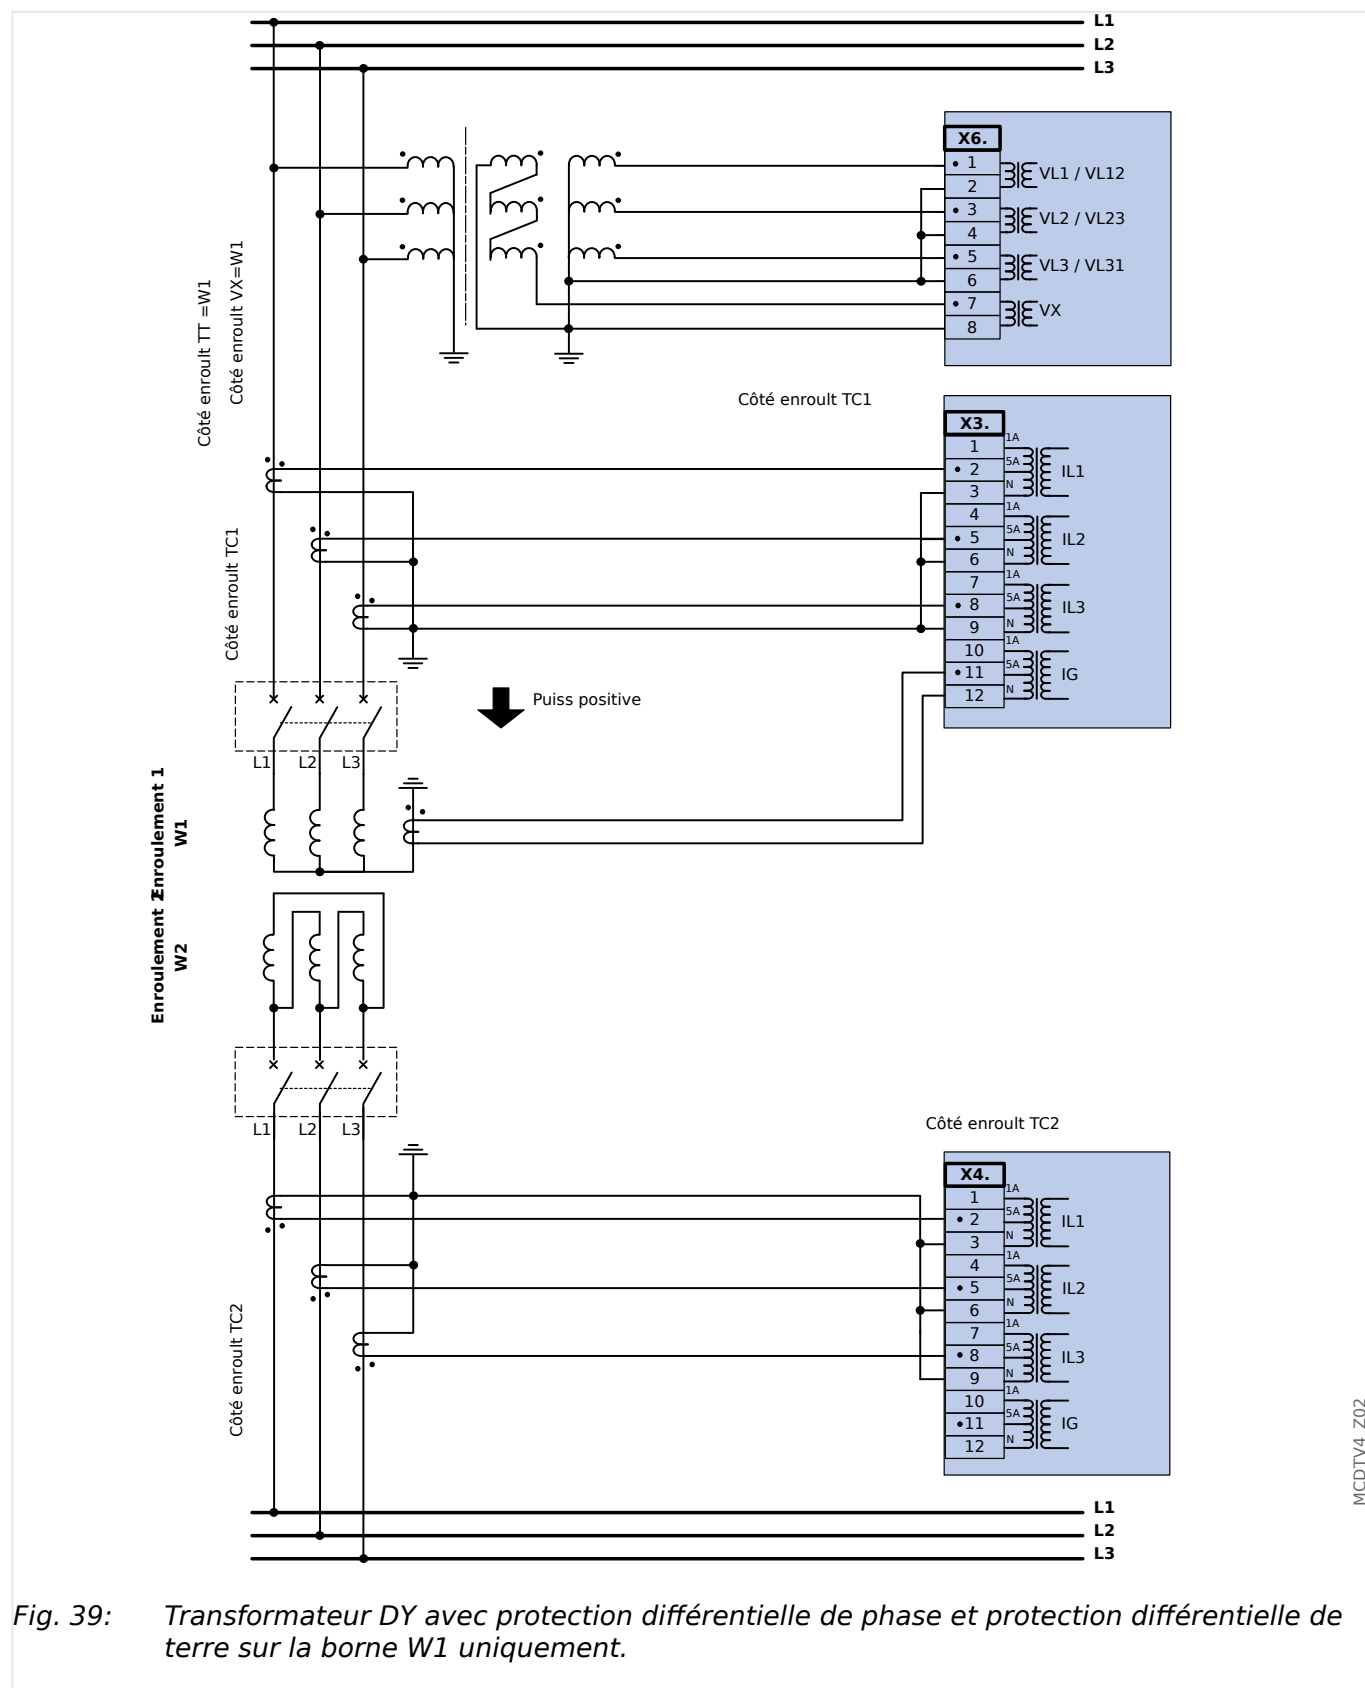 L1
L2
L3
X6.
1
2
3
4
5
6
7
8
VL1 / VL12
VL2 / VL23
VL3 / VL31
VX
Côté enroult TT =W1
Côté enroult VX=W1
Côté enroult TC1
X3.
1
2
3
4
5
6
7
8
9
10
11
12
1A
5A
N
IL1
1A
5A
N
IL2
1A
5A
N
IL3
1A
5A
N
IG
Côté enroult TC1
Puiss positive
L1
L2
L3
Enroulement 1
W1
Enroulement 2
W2
L1
L2
L3
Côté enroult TC2
X4.
1
2
3
4
5
6
7
8
9
10
11
12
1A
5A
N
IL1
1A
5A
N
IL2
1A
5A
N
IL3
1A
5A
N
IG
Côté enroult TC2
MCDTV4_Z02
L1
L2
L3
Fig. 39: Transformateur DY avec protection différentielle de phase et protection différentielle de
terre sur la borne W1 uniquement.